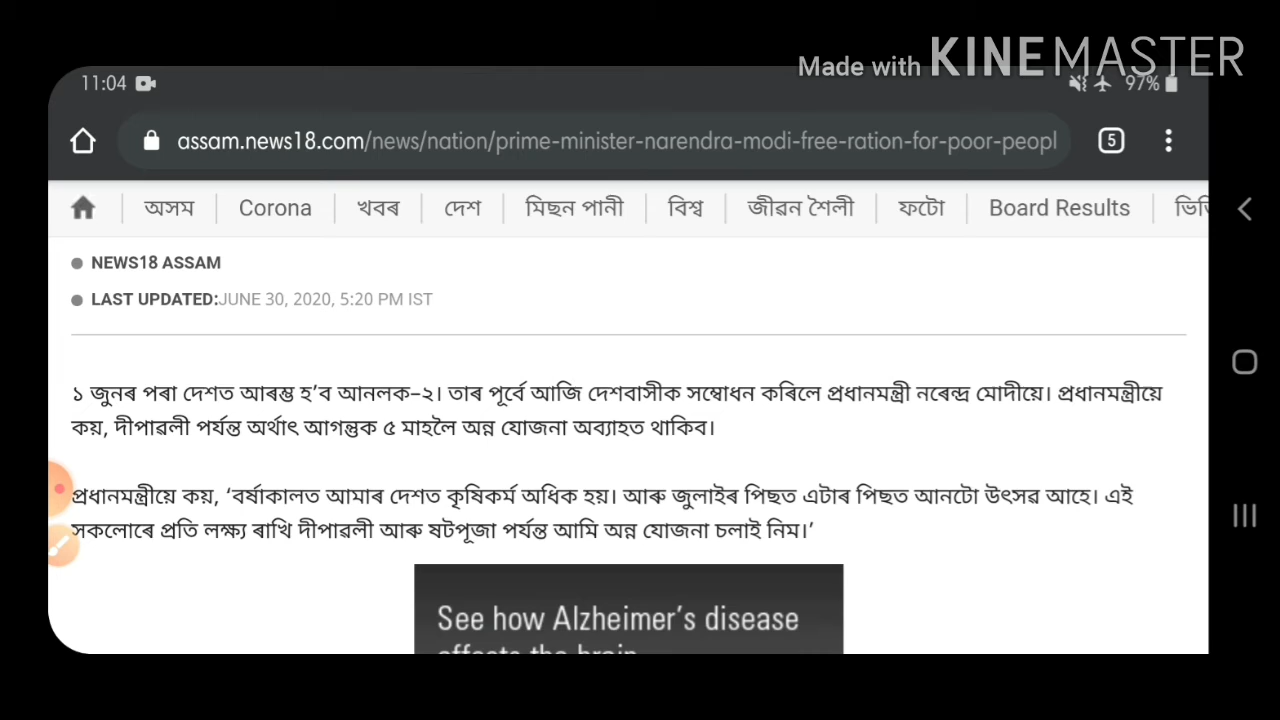 Made with KINEMASTER
11:04 97%
assam.news18.com/news/nation/prime-minister-narendra-modi-free-ration-for-poor-peopl 5
অসম Corona খবৰ দেশ মিছন পানী বিশ্ব জীৱন শৈলী ফটো Board Results
NEWS18 ASSAM
LAST UPDATED:JUNE 30, 2020, 5:20 PM IST
১ জুনৰ পৰা দেশত আৰম্ভ হ’ব আনলক-২। তাৰ পূৰ্বে আজি দেশবাসীক সম্বোধন কৰিলে প্ৰধানমন্ত্ৰী নৰেন্দ্ৰ মোদীয়ে। প্ৰধানমন্ত্ৰীয়ে
কয়, দীপাৱলী পৰ্যন্ত অৰ্থাৎ আগন্তুক ৫ মাহলৈ অন্ন যোজনা অব্যাহত থাকিব।
প্ৰধানমন্ত্ৰীয়ে কয়, ‘বৰ্ষাকালত আমাৰ দেশত কৃষিকৰ্ম অধিক হয়। আৰু জুলাইৰ পিছত এটাৰ পিছত আনটো উৎসৱ আহে। এই
সকলোৰে প্ৰতি লক্ষ্য ৰাখি দীপাৱলী আৰু ষটপূজা পৰ্যন্ত আমি অন্ন যোজনা চলাই নিম।’
See how Alzheimer’s disease
affects the brain